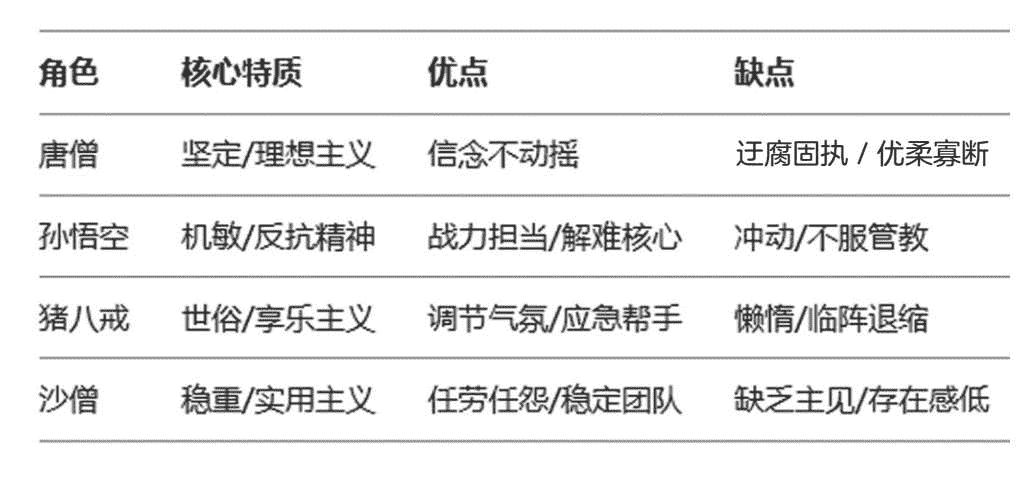 角色 核心特质 优点 缺点
唐僧 坚定/理想主义 信念不动摇 迂腐固执 / 优柔寡断
孙悟空 机敏/反抗精神 战力担当/解难核心 冲动/不服管教
猪八戒 世俗/享乐主义 调节气氛/应急帮手 懒惰/临阵退缩
沙僧 稳重/实用主义 任劳任怨/稳定团队 缺乏主见/存在感低